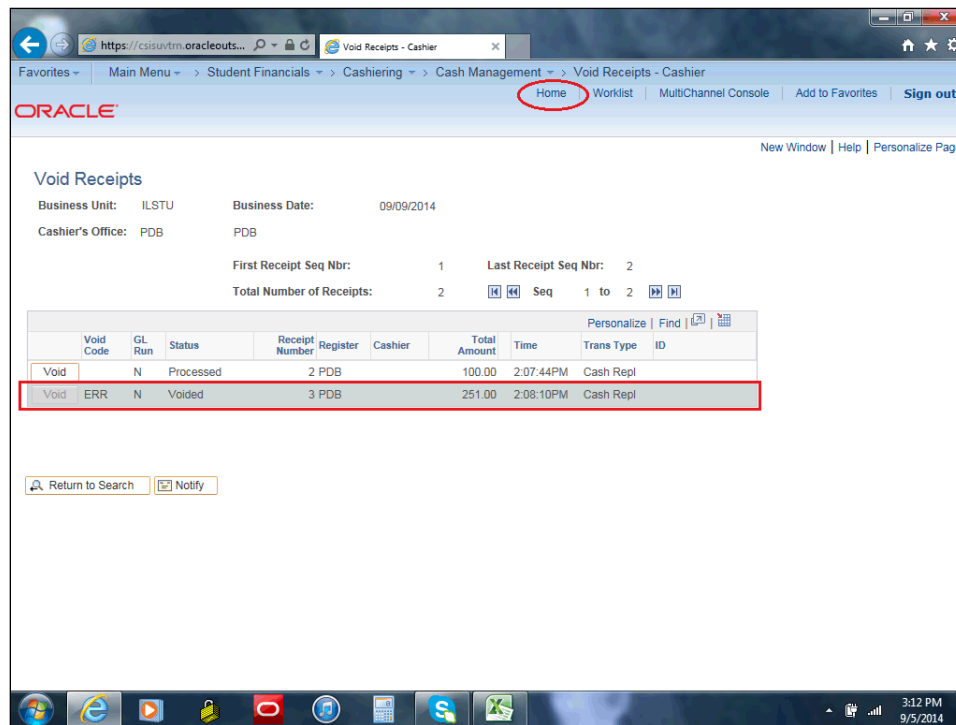 https://csisuvtrn.oracleouts... Void Receipts - Cashier
Favorites Main Menu > Student Financials > Cashiering > Cash Management > Void Receipts - Cashier
Home Worklist MultiChannel Console Add to Favorites Sign out
ORACLE
New Window | Help | Personalize Pag
Void Receipts
Business Unit: ILSTU Business Date: 09/09/2014
Cashier's Office: PDB PDB
First Receipt Seq Nbr: 1 Last Receipt Seq Nbr: 2
Total Number of Receipts: 2 Seq 1 to 2
Personalize | Find |
Void Code GL Run Status Receipt Number Register Cashier Total Amount Time Trans Type ID
Void N Processed 2 PDB 100.00 2:07:44PM Cash Repl
Void ERR N Voided 3 PDB 251.00 2:08:10PM Cash Repl
Return to Search Notify
3:12 PM
9/5/2014